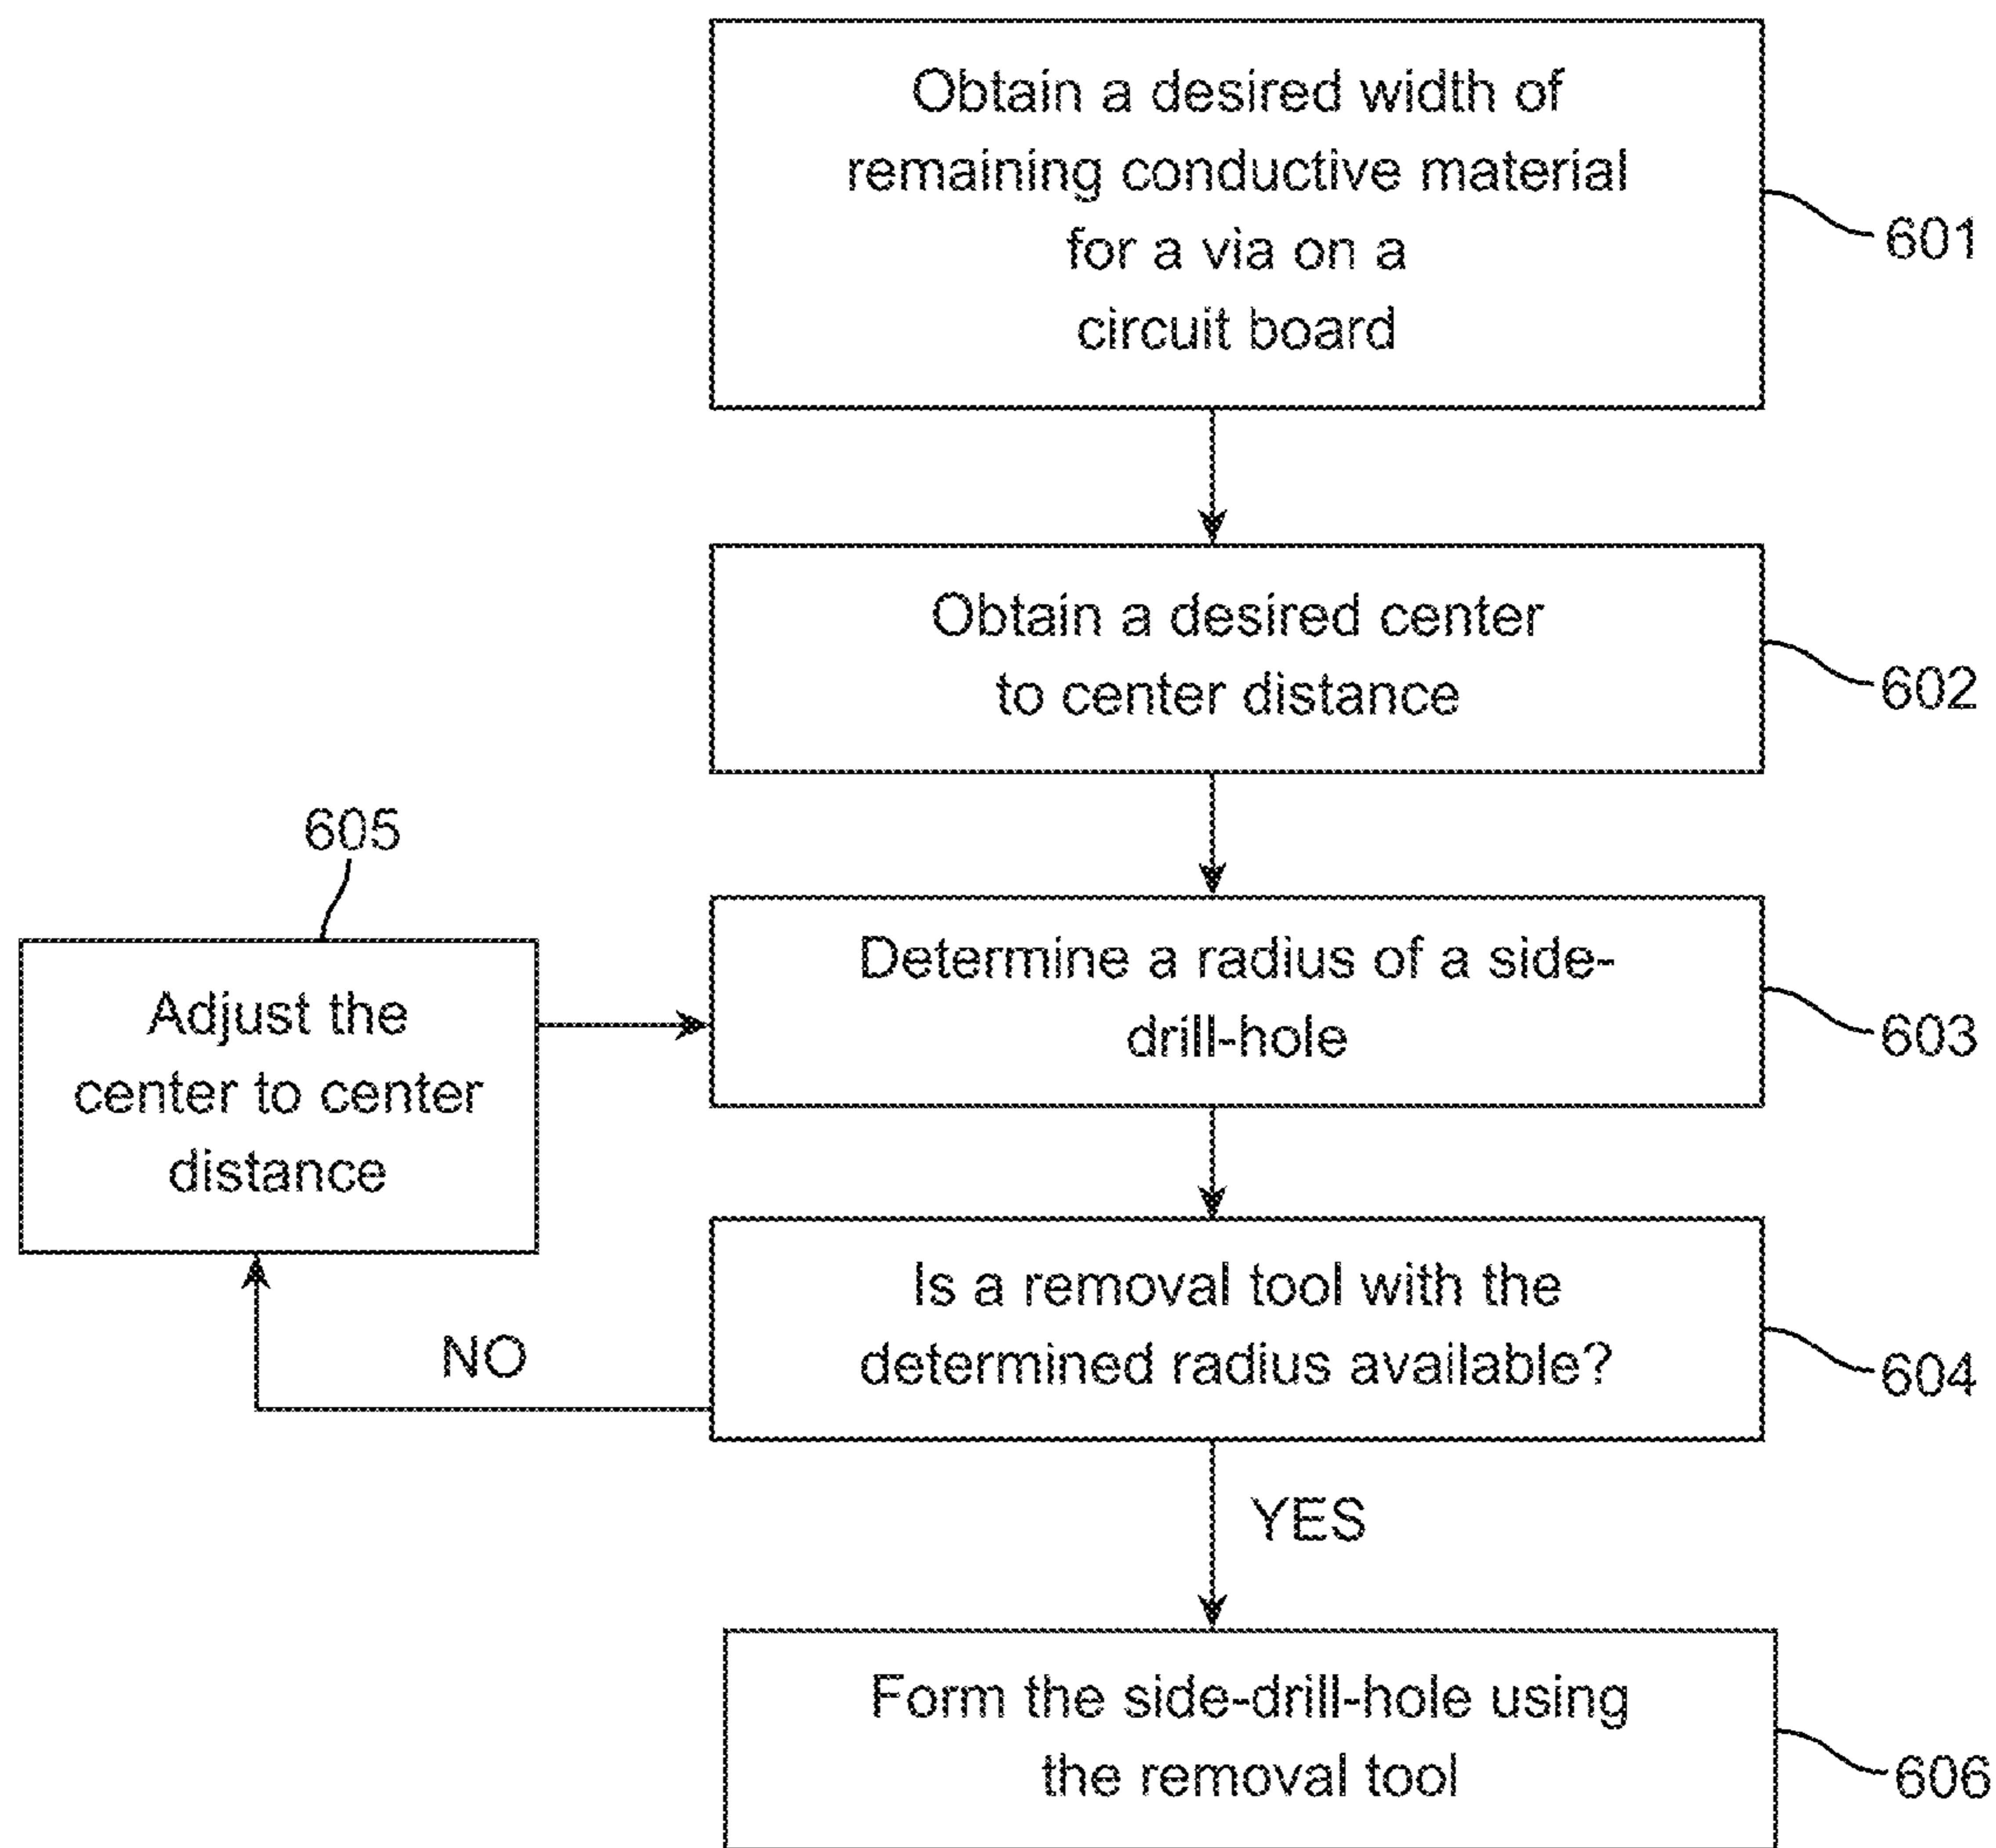 Obtain a desired width of
remaining conductive material
for a via on a
circuit board
601
Obtain a desired center
to center distance
602
605
Adjust the
center to center
distance
Determine a radius of a side-
drill-hole
603
Is a removal tool with the
determined radius available?
604
NO
YES
Form the side-drill-hole using
the removal tool
606